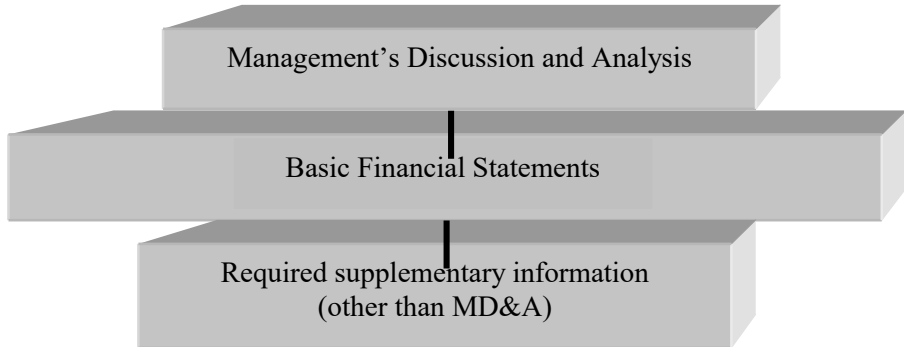 Management’s Discussion and Analysis
Basic Financial Statements
Required supplementary information
(other than MD&A)